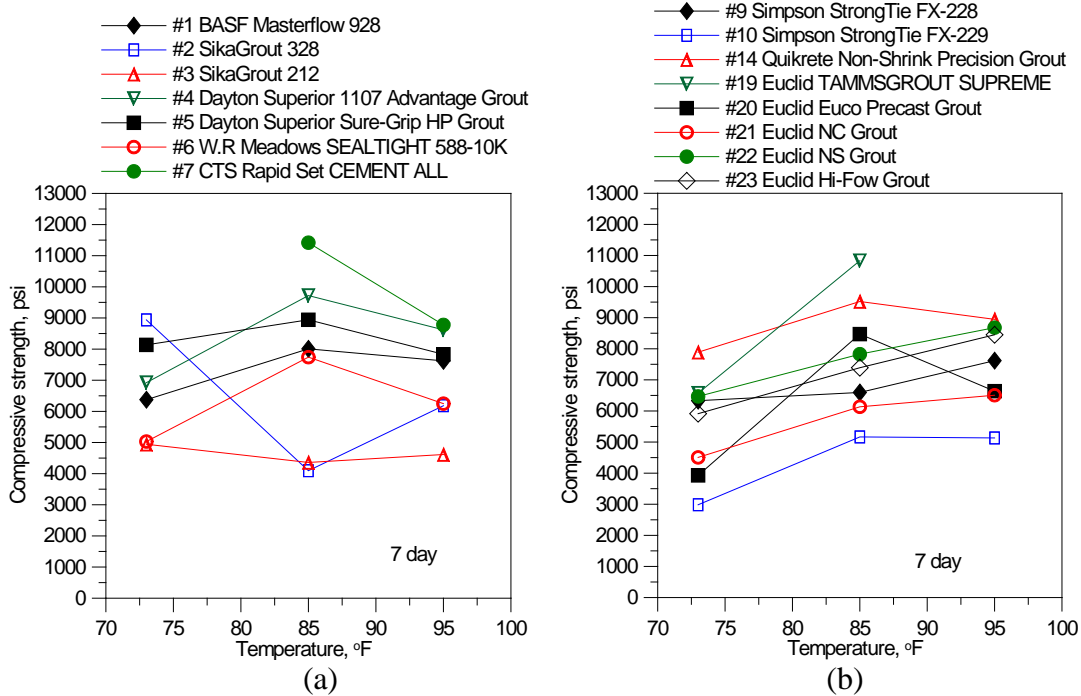 #1 BASF Masterflow 928
#2 SikaGrout 328
#3 SikaGrout 212
#4 Dayton Superior 1107 Advantage Grout
#5 Dayton Superior Sure-Grip HP Grout
#6 W.R Meadows SEALTIGHT 588-10K
#7 CTS Rapid Set CEMENT ALL
13000
12000
11000
10000
9000
8000
7000
6000
5000
4000
3000
2000
1000
0
Compressive strength, psi
7 day
70 75 80 85 90 95 100
Temperature, °F
(a)
#9 Simpson StrongTie FX-228
#10 Simpson StrongTie FX-229
#14 Quikrete Non-Shrink Precision Grout
#19 Euclid TAMMSGROUT SUPREME
#20 Euclid Euco Precast Grout
#21 Euclid NC Grout
#22 Euclid NS Grout
#23 Euclid Hi-Fow Grout
13000
12000
11000
10000
9000
8000
7000
6000
5000
4000
3000
2000
1000
0
Compressive strength, psi
7 day
70 75 80 85 90 95 100
Temperature, °F
(b)